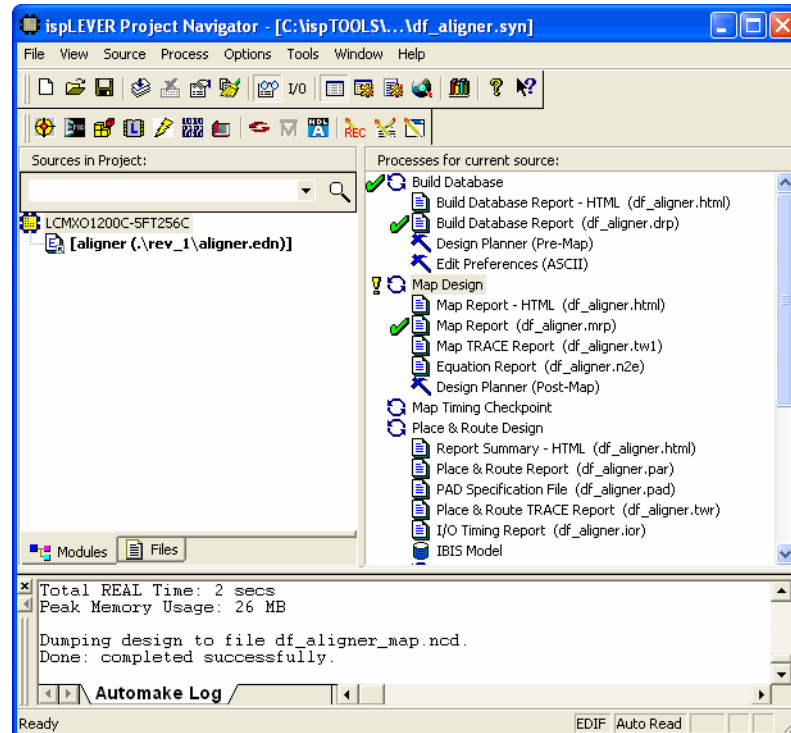 ispLEVER Project Navigator - [C:\ispTOOLS\...\df_aligner.syn]
File View Source Process Options Tools Window Help
I/O
REC
Sources in Project:
LCMXO1200C-5FT256C
[aligner (.\rev_1\aligner.edn)]
Modules Files
Processes for current source:
Build Database
Build Database Report - HTML (df_aligner.html)
Build Database Report (df_aligner.drp)
Design Planner (Pre-Map)
Edit Preferences (ASCII)
Map Design
Map Report - HTML (df_aligner.html)
Map Report (df_aligner.mrp)
Map TRACE Report (df_aligner.tw1)
Equation Report (df_aligner.n2e)
Design Planner (Post-Map)
Map Timing Checkpoint
Place & Route Design
Report Summary - HTML (df_aligner.html)
Place & Route Report (df_aligner.par)
PAD Specification File (df_aligner.pad)
Place & Route TRACE Report (df_aligner.twr)
I/O Timing Report (df_aligner.ior)
IBIS Model
Total REAL Time: 2 secs
Peak Memory Usage: 26 MB
Dumping design to file df_aligner_map.ncd.
Done: completed successfully.
Automake Log
Ready EDIF Auto Read